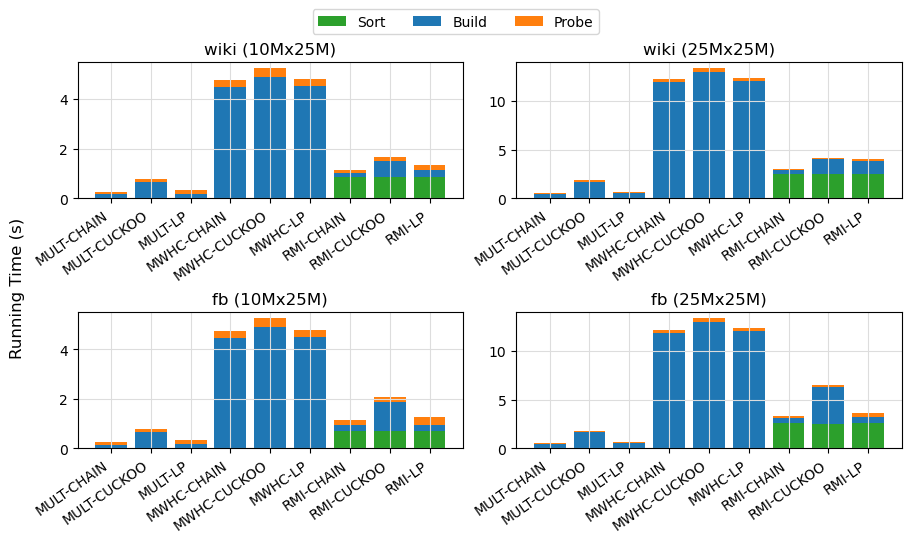 Sort Build Probe
wiki (10Mx25M)
4
2
0
MULT-CHAIN
MULT-CUCKOO
MULT-LP
MWHC-CHAIN
MWHC-CUCKOO
MWHC-LP
RMI-CHAIN
RMI-CUCKOO
RMI-LP
wiki (25Mx25M)
10
5
0
MULT-CHAIN
MULT-CUCKOO
MULT-LP
MWHC-CHAIN
MWHC-CUCKOO
MWHC-LP
RMI-CHAIN
RMI-CUCKOO
RMI-LP
Running Time (s)
fb (10Mx25M)
4
2
0
MULT-CHAIN
MULT-CUCKOO
MULT-LP
MWHC-CHAIN
MWHC-CUCKOO
MWHC-LP
RMI-CHAIN
RMI-CUCKOO
RMI-LP
fb (25Mx25M)
10
5
0
MULT-CHAIN
MULT-CUCKOO
MULT-LP
MWHC-CHAIN
MWHC-CUCKOO
MWHC-LP
RMI-CHAIN
RMI-CUCKOO
RMI-LP